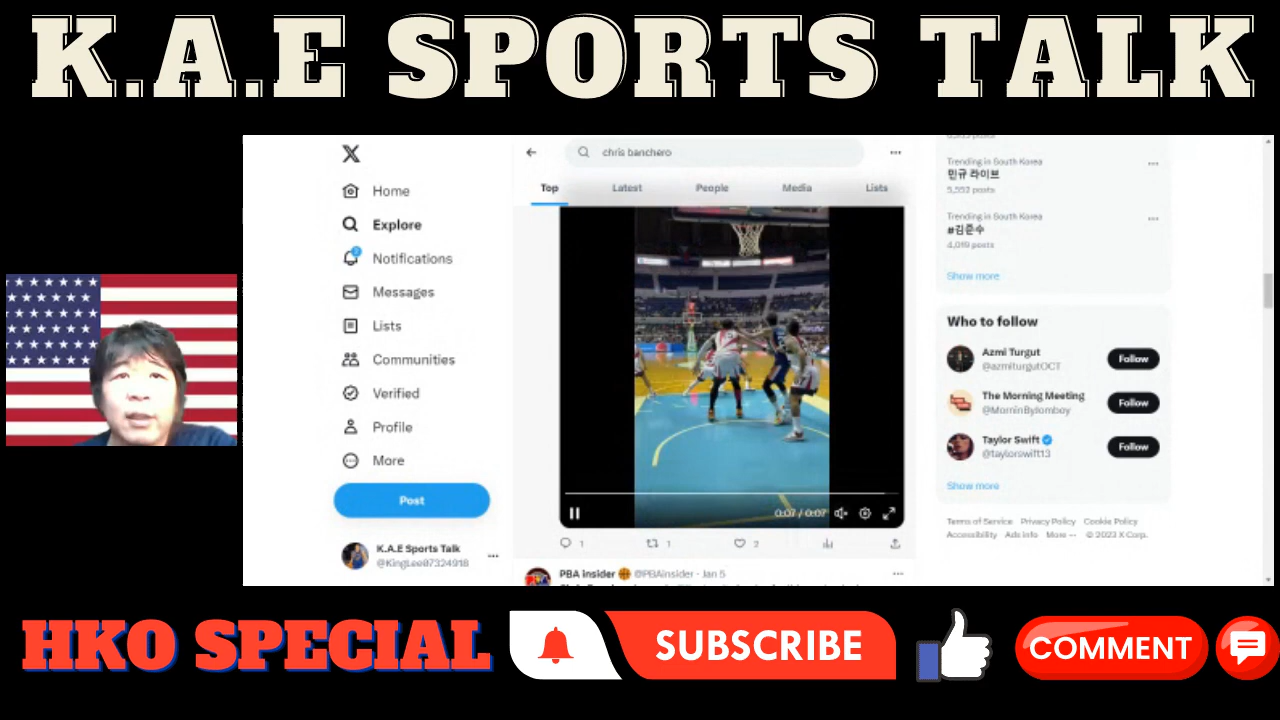 K.A.E SPORTS TALK
chris banchero
Home
Explore
Notifications
Messages
Lists
Communities
Verified
Profile
More
Post
K.A.E Sports Talk
@KingLee87324918
Top
Latest
People
Media
Lists
0:07 / 0:07
1
1
2
PBA insider
@PBAinsider · Jan 5
Trending in South Korea
민규 라이브
5,552 posts
Trending in South Korea
#김준수
4,019 posts
Show more
Who to follow
Azmi Turgut
@azmiturgutOCT
Follow
The Morning Meeting
@MorninByJomboy
Follow
Taylor Swift
@taylorswift13
Follow
Show more
Terms of Service Privacy Policy Cookie Policy
Accessibility Ads info More ··· © 2023 X Corp.
HKO SPECIAL
SUBSCRIBE
COMMENT